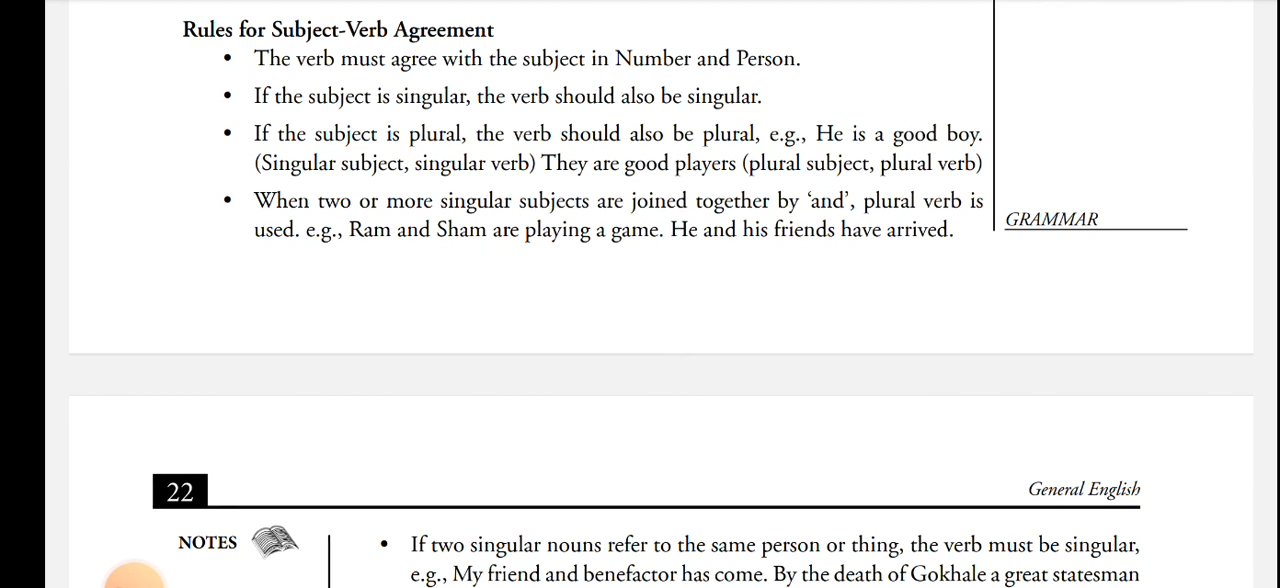 Rules for Subject-Verb Agreement
• The verb must agree with the subject in Number and Person.
• If the subject is singular, the verb should also be singular.
• If the subject is plural, the verb should also be plural, e.g., He is a good boy.
(Singular subject, singular verb) They are good players (plural subject, plural verb)
• When two or more singular subjects are joined together by ‘and’, plural verb is
used. e.g., Ram and Sham are playing a game. He and his friends have arrived.
GRAMMAR
22
General English
NOTES
• If two singular nouns refer to the same person or thing, the verb must be singular,
e.g., My friend and benefactor has come. By the death of Gokhale a great statesman